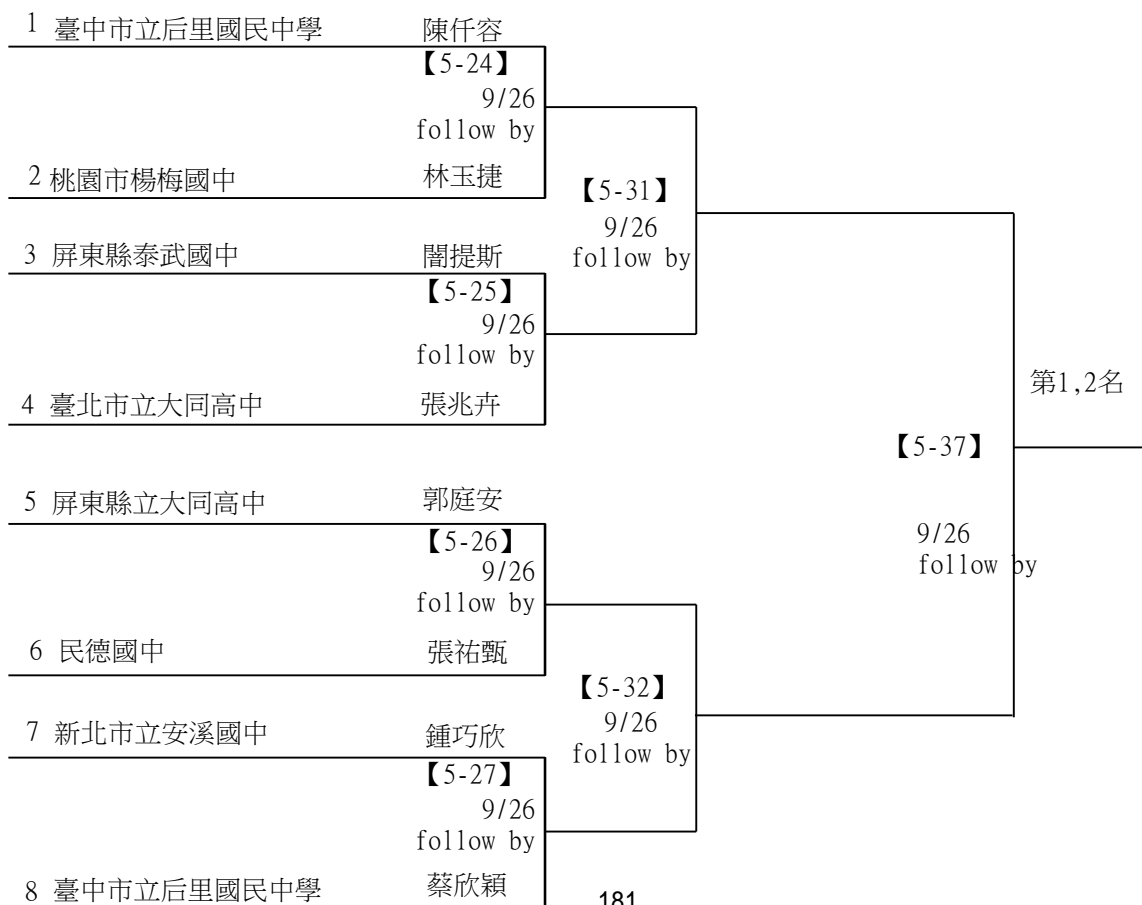 1 臺中市立后里國民中學 陳仟容
【5-24】
9/26
follow by
2 桃園市楊梅國中 林玉捷
【5-31】
9/26
follow by
3 屏東縣泰武國中 闇提斯
【5-25】
9/26
follow by
4 臺北市立大同高中 張兆卉
第1,2名
【5-37】
9/26
follow by
5 屏東縣立大同高中 郭庭安
【5-26】
9/26
follow by
6 民德國中 張祐甄
【5-32】
9/26
follow by
7 新北市立安溪國中 鍾巧欣
【5-27】
9/26
follow by
8 臺中市立后里國民中學 蔡欣穎
181